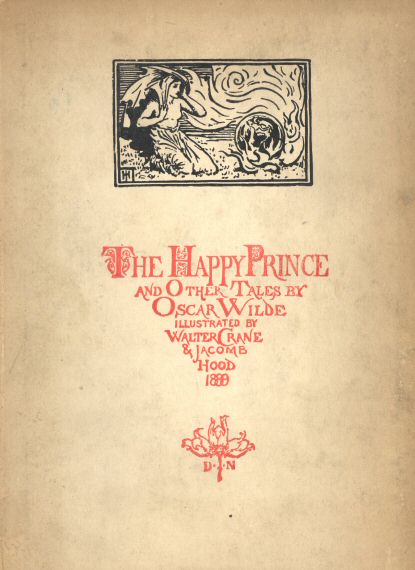 THE HAPPY PRINCE
AND OTHER TALES BY
OSCAR WILDE
ILLUSTRATED BY
WALTER CRANE
& JACOMB
HOOD
D · N